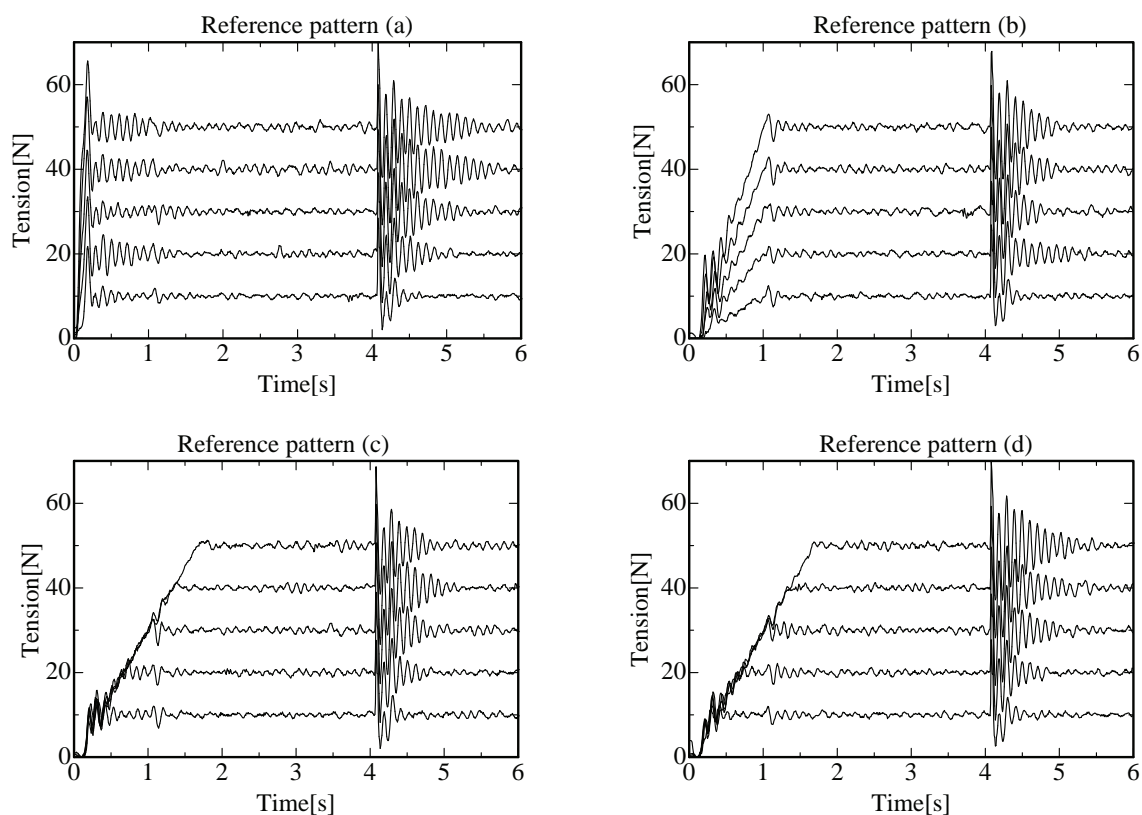 Reference pattern (a)
Tension[N]
60
40
20
0
0 1 2 3 4 5 6
Time[s]
Reference pattern (b)
Tension[N]
60
40
20
0
0 1 2 3 4 5 6
Time[s]
Reference pattern (c)
Tension[N]
60
40
20
0
0 1 2 3 4 5 6
Time[s]
Reference pattern (d)
Tension[N]
60
40
20
0
0 1 2 3 4 5 6
Time[s]